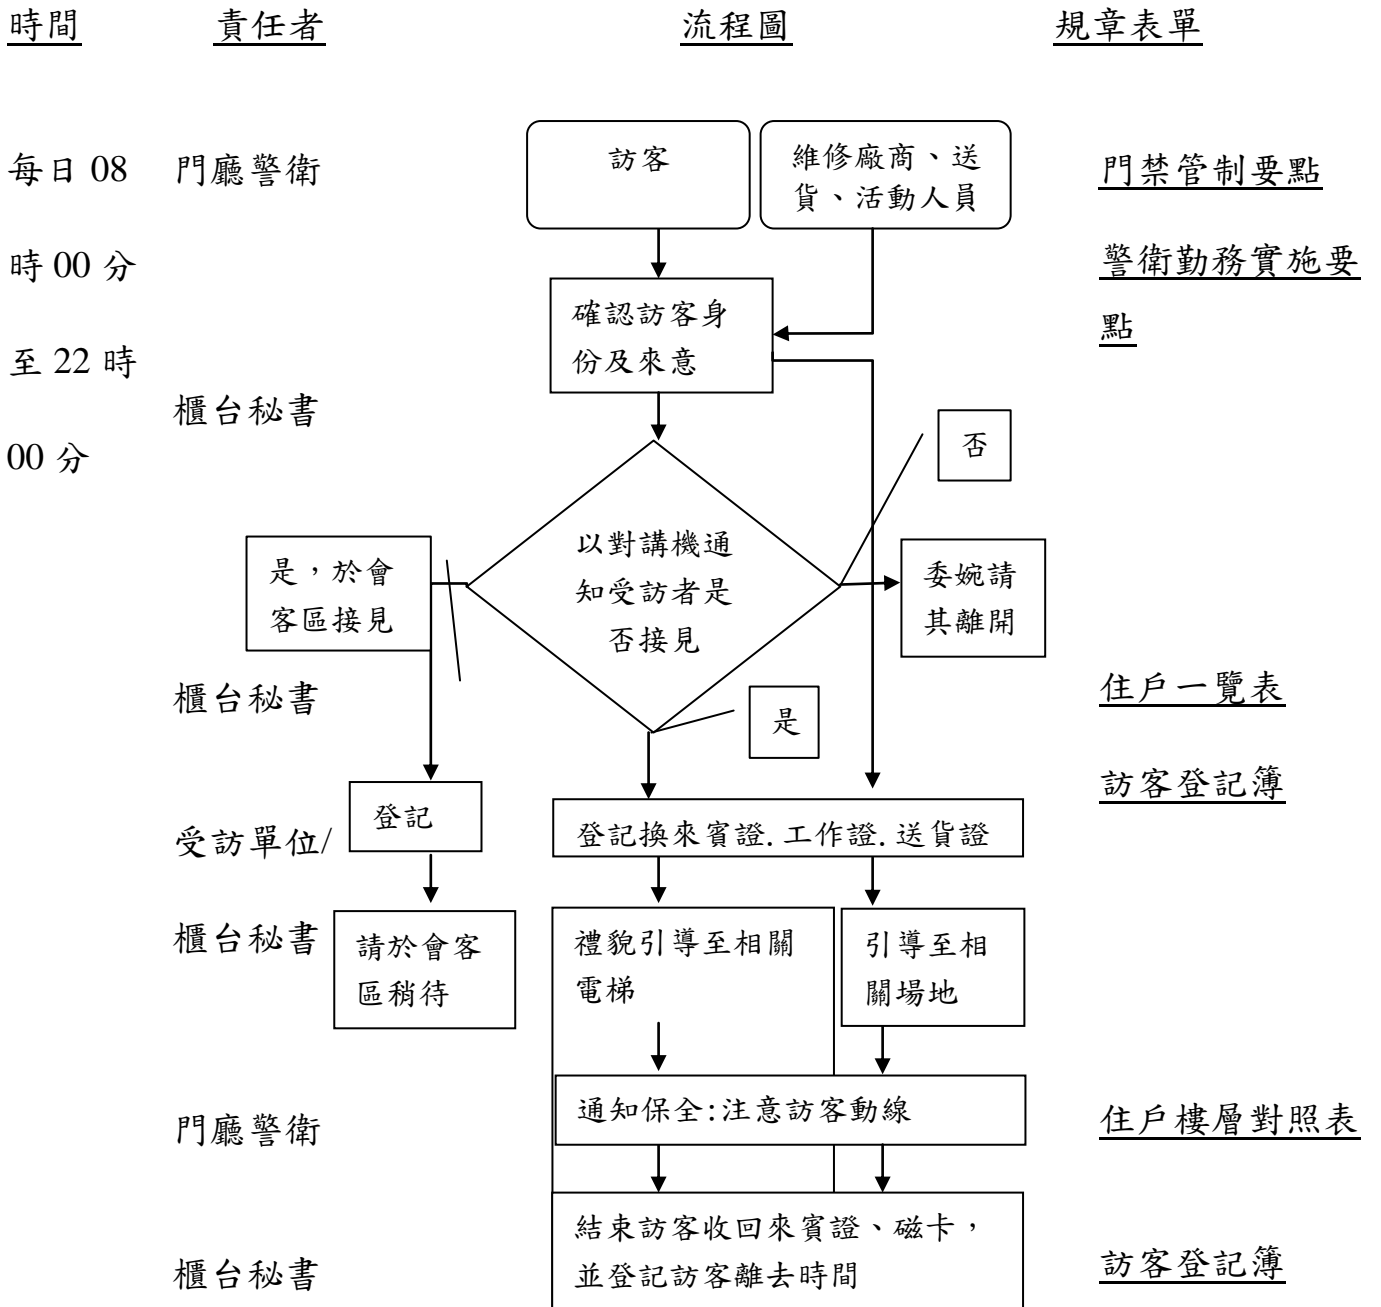 時間 責任者 流程圖 規章表單
訪客
維修廠商、送
貨、活動人員
每日 08 門廳警衛
門禁管制要點
時 00 分
警衛勤務實施要
點
確認訪客身
份及來意
至 22 時
櫃台秘書
00 分
否
以對講機通
知受訪者是
否接見
是，於會
客區接見
委婉請
其離開
櫃台秘書
住戶一覽表
是
訪客登記簿
登記
登記換來賓證.工作證.送貨證
受訪單位/
櫃台秘書
請於會客
區稍待
禮貌引導至相關
電梯
引導至相
關場地
通知保全:注意訪客動線
門廳警衛
住戶樓層對照表
結束訪客收回來賓證、磁卡，
並登記訪客離去時間
櫃台秘書
訪客登記簿